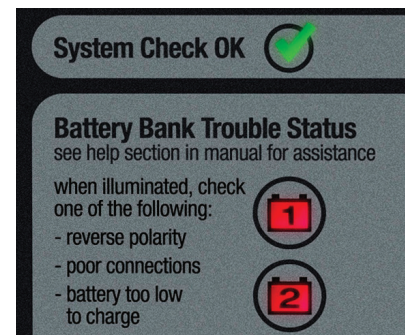 System Check OK
Battery Bank Trouble Status
see help section in manual for assistance
when illuminated, check
one of the following:
- reverse polarity
- poor connections
- battery too low
to charge
1
2